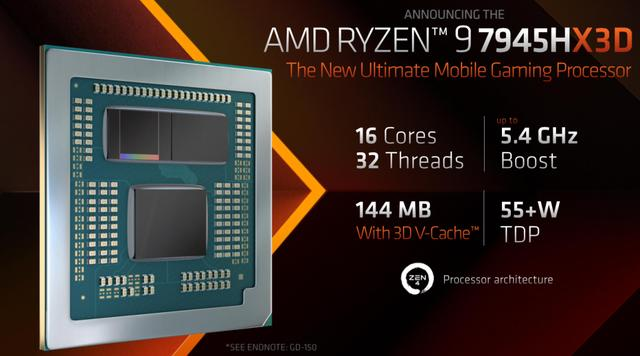 ANNOUNCING THE
AMD RYZEN™ 9 7945HX3D
The New Ultimate Mobile Gaming Processor
16 Cores
32 Threads
up to
5.4 GHz
Boost
144 MB
With 3D V-Cache™
55+W
TDP
ZEN
4
Processor architecture
*SEE ENDNOTE: GD-150